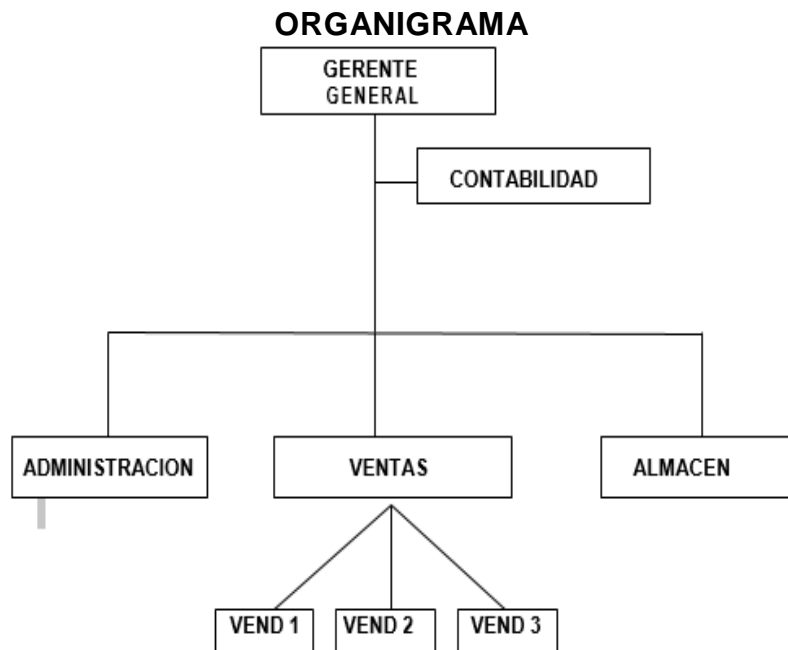 ORGANIGRAMA
GERENTE
GENERAL
CONTABILIDAD
ADMINISTRACION
VENTAS
ALMACEN
VEND 1
VEND 2
VEND 3